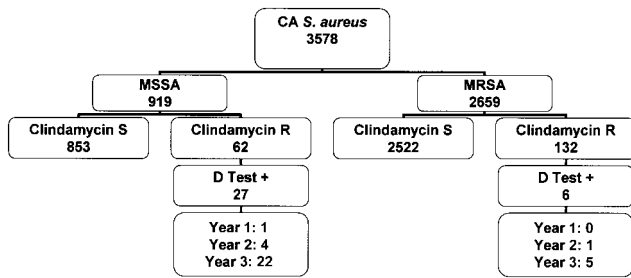 CA S. aureus
3578
MSSA
919
MRSA
2659
Clindamycin S
853
Clindamycin R
62
Clindamycin S
2522
Clindamycin R
132
D Test +
27
D Test +
6
Year 1: 1
Year 2: 4
Year 3: 22
Year 1: 0
Year 2: 1
Year 3: 5